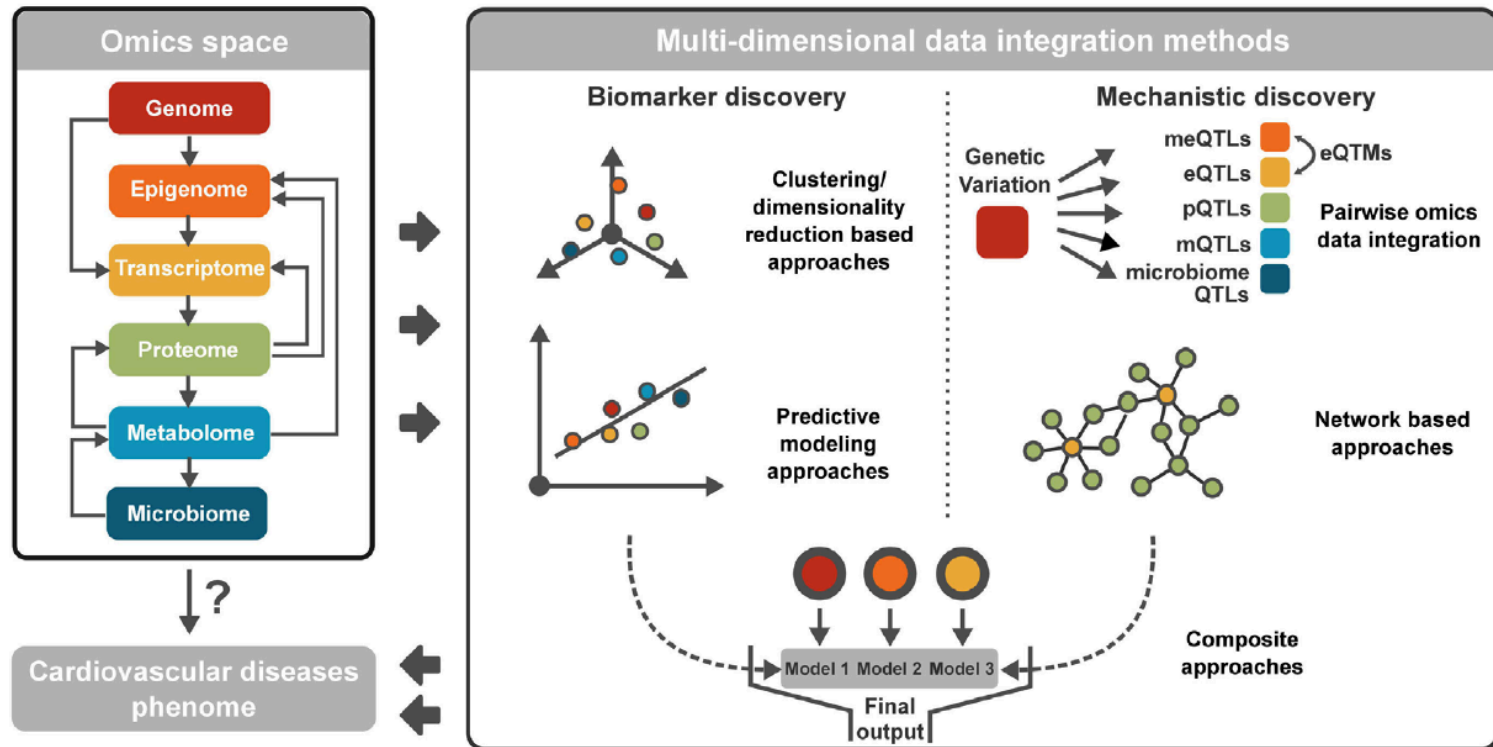 Omics space
Genome
Epigenome
Transcriptome
Proteome
Metabolome
Microbiome
?
Cardiovascular diseases
phenome
Multi-dimensional data integration methods
Biomarker discovery
Clustering/
dimensionality
reduction based
approaches
Predictive
modeling
approaches
Mechanistic discovery
Genetic
Variation
meQTLs
eQTLs
pQTLs
mQTLs
microbiome
QTLs
eQTMs
Pairwise omics
data integration
Network based
approaches
Model 1 Model 2 Model 3
Final
output
Composite
approaches